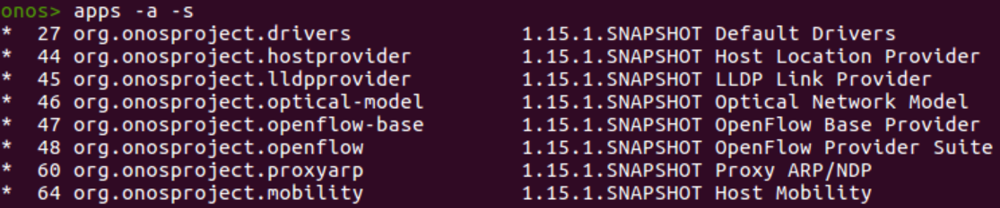 onos> apps -a -s
* 27 org.onosproject.drivers 1.15.1.SNAPSHOT Default Drivers
* 44 org.onosproject.hostprovider 1.15.1.SNAPSHOT Host Location Provider
* 45 org.onosproject.lldpprovider 1.15.1.SNAPSHOT LLDP Link Provider
* 46 org.onosproject.optical-model 1.15.1.SNAPSHOT Optical Network Model
* 47 org.onosproject.openflow-base 1.15.1.SNAPSHOT OpenFlow Base Provider
* 48 org.onosproject.openflow 1.15.1.SNAPSHOT OpenFlow Provider Suite
* 60 org.onosproject.proxyarp 1.15.1.SNAPSHOT Proxy ARP/NDP
* 64 org.onosproject.mobility 1.15.1.SNAPSHOT Host Mobility